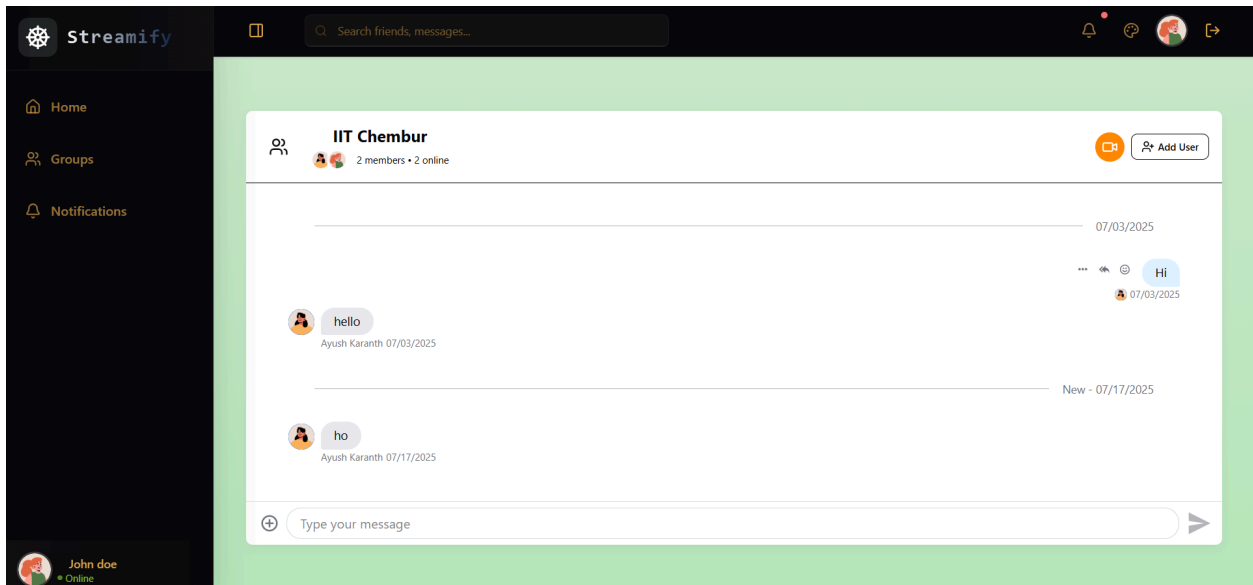 Streamify
Search friends, messages...
Home
Groups
Notifications
IIT Chembur
2 members • 2 online
Add User
07/03/2025
Hi
07/03/2025
hello
Ayush Karanth 07/03/2025
New - 07/17/2025
ho
Ayush Karanth 07/17/2025
Type your message
John doe
Online